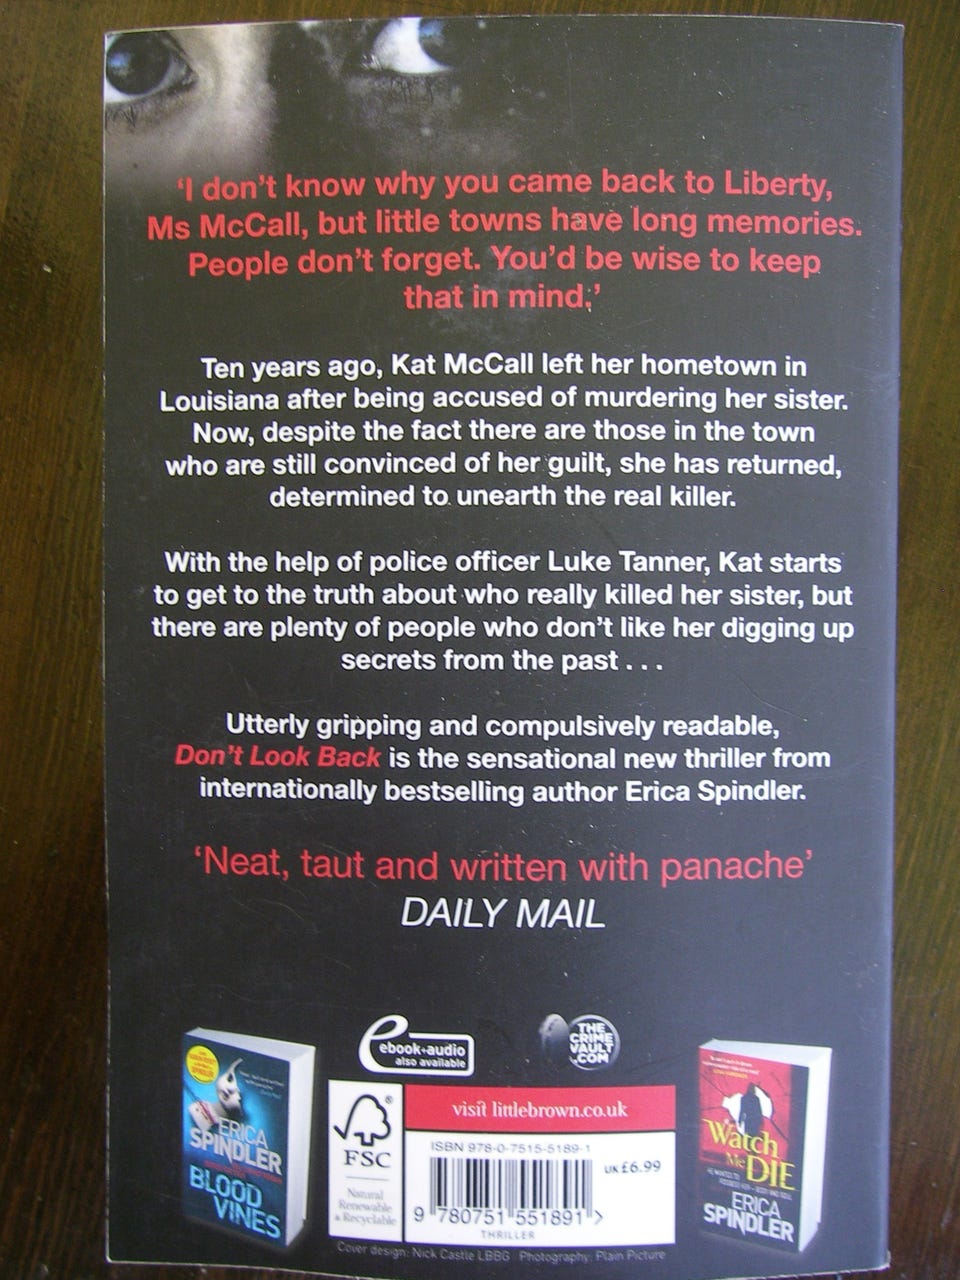 ‘I don’t know why you came back to Liberty,
Ms McCall, but little towns have long memories.
People don’t forget. You’d be wise to keep
that in mind.’
Ten years ago, Kat McCall left her hometown in
Louisiana after being accused of murdering her sister.
Now, despite the fact there are those in the town
who are still convinced of her guilt, she has returned,
determined to unearth the real killer.
With the help of police officer Luke Tanner, Kat starts
to get to the truth about who really killed her sister, but
there are plenty of people who don’t like her digging up
secrets from the past . . .
Utterly gripping and compulsively readable,
Don’t Look Back is the sensational new thriller from
internationally bestselling author Erica Spindler.
‘Neat, taut and written with panache’
DAILY MAIL
ebook+audio
also available
THE
CRIME
VAULT
.COM
SPINDLER
ERICA
SPINDLER
BLOOD
VINES
FSC
Natural
Renewable
& Recyclable
visit littlebrown.co.uk
ISBN 978-0-7515-5189-1
UK £6.99
9 780751 551891 >
THRILLER
Watch
Me DIE
ERICA
SPINDLER
Cover design: Nick Castle LBBG Photography: Plain Picture